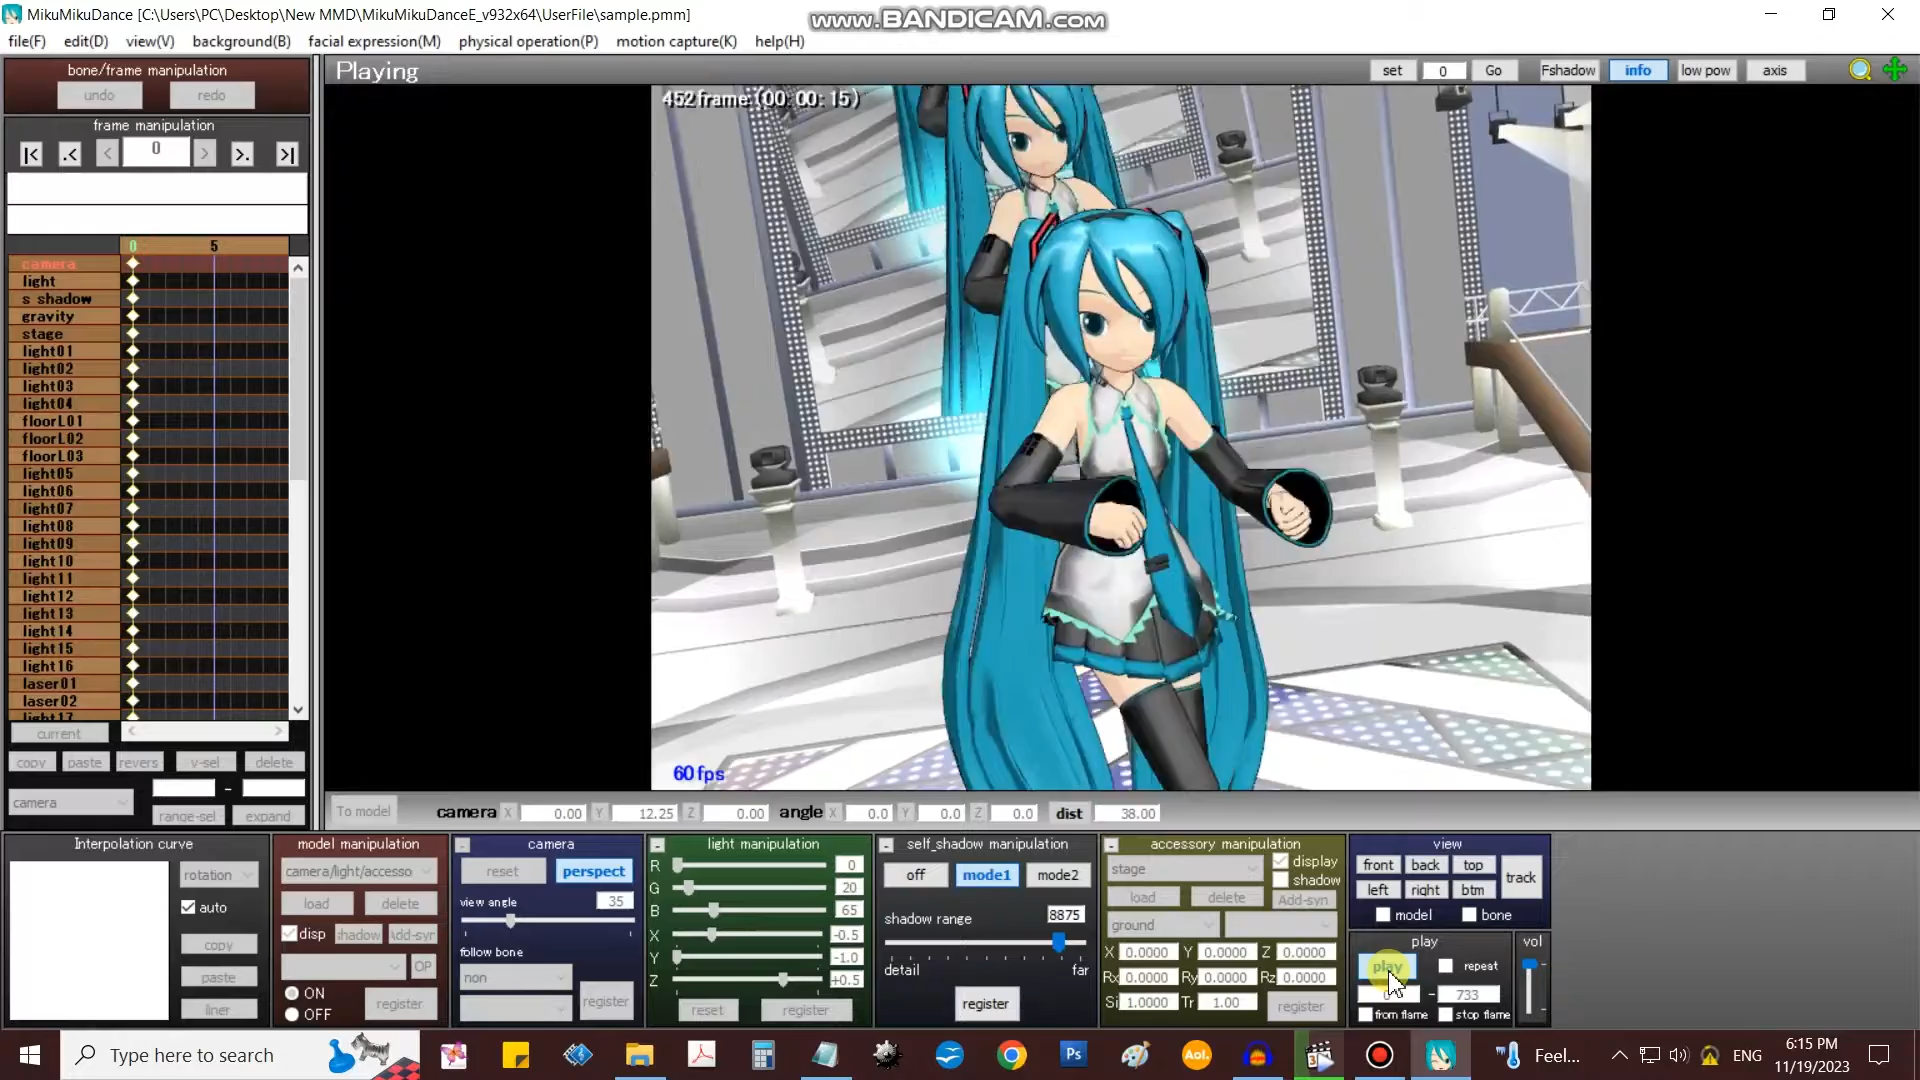 MikuMikuDance [C:\Users\PC\Desktop\New MMD\MikuMikuDanceE_v932x64\UserFile\sample.pmm]
www.BANDICAM.com
file(F) edit(D) view(V) background(B) facial expression(M) physical operation(P) motion capture(K) help(H)
bone/frame manipulation
undo redo
Playing
set 0 Go Fshadow info low pow axis
frame manipulation
|< .< < 0 > >. >|
452frame:(00:00:15)
0 5
camera
light
s shadow
gravity
stage
light01
light02
light03
light04
floorL01
floorL02
floorL03
light05
light06
light07
light08
light09
light10
light11
light12
light13
light14
light15
light16
laser01
laser02
light17
current
copy paste revers v-sel delete
camera -
range-sel expand
60 fps
To model camera X 0.00 Y 12.25 Z 0.00 angle X 0.0 Y 0.0 Z 0.0 dist 38.00
Interpolation curve
rotation
auto
copy
paste
liner
model manipulation
camera/light/accesso
load delete
disp shadow Add-syn
OP
ON
OFF
register
- camera
reset perspect
view angle 35
follow bone
non
register
- light manipulation
R 0
G 20
B 65
X -0.5
Y -1.0
Z +0.5
reset register
- self_shadow manipulation
off mode1 mode2
shadow range 8875
detail far
register
- accessory manipulation
stage display
shadow
load delete Add-syn
ground
X 0.0000 Y 0.0000 Z 0.0000
Rx 0.0000 Ry 0.0000 Rz 0.0000
Si 1.0000 Tr 1.00 register
view
front back top
left right btm
track
model bone
play
play repeat
0 - 733
from flame stop flame
vol
Type here to search
Ps
Aol.
Feel...
ENG
6:15 PM
11/19/2023